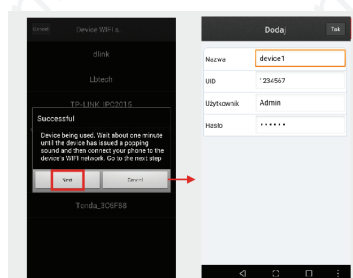 Device WIFI s...
dlink
Lbtech
TP-LINK_IPC2015
Successful
Device being used. Wait about one minute
until the device has issued a popping
sound and then connect your phone to the
device's WIFI network. Go to the next step
Next
Cancel
Tenda_3C6F88
Dodaj
Tak
Nazwa device1
UID 1234567
Użytkownik Admin
Hasło ••••••